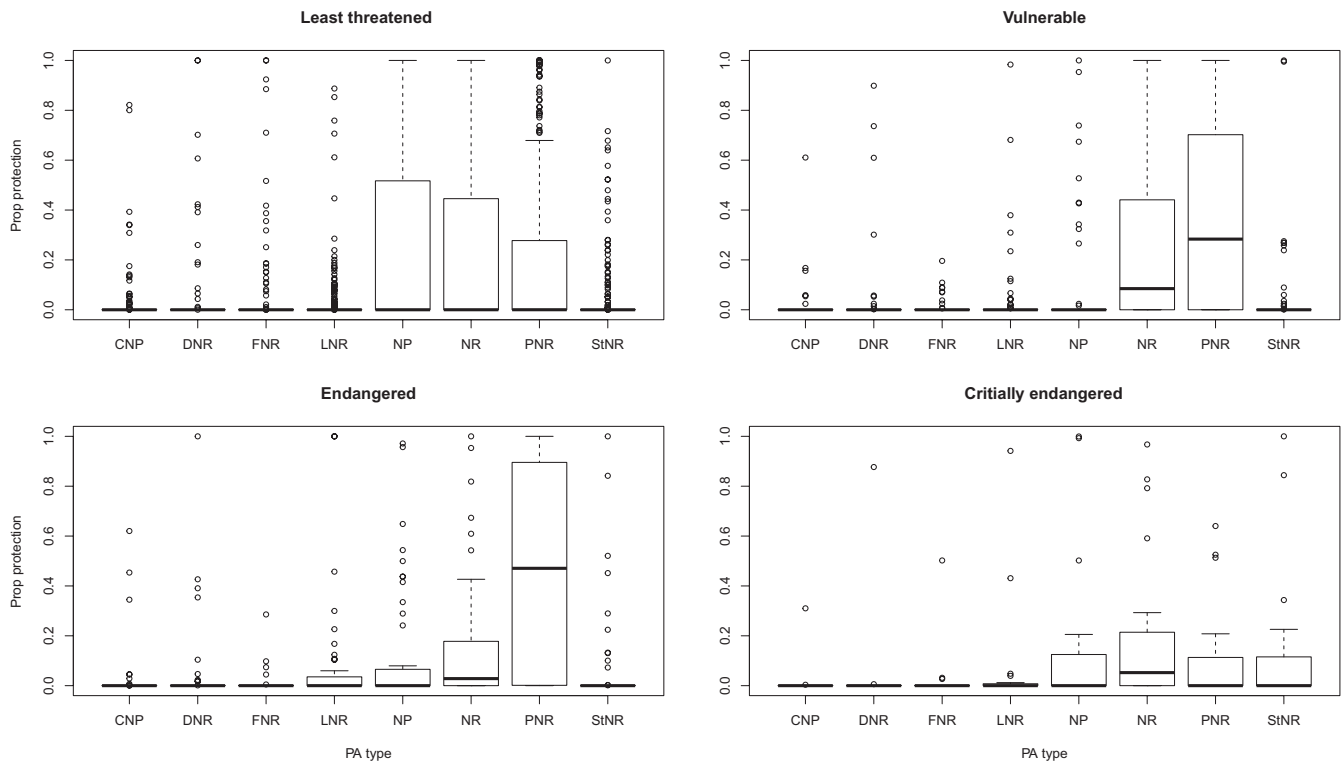 Least threatened
Prop protection
1.0
0.8
0.6
0.4
0.2
0.0
CNP DNR FNR LNR NP NR PNR StNR
Vulnerable
1.0
0.8
0.6
0.4
0.2
0.0
CNP DNR FNR LNR NP NR PNR StNR
Endangered
Prop protection
1.0
0.8
0.6
0.4
0.2
0.0
CNP DNR FNR LNR NP NR PNR StNR
PA type
Critially endangered
1.0
0.8
0.6
0.4
0.2
0.0
CNP DNR FNR LNR NP NR PNR StNR
PA type